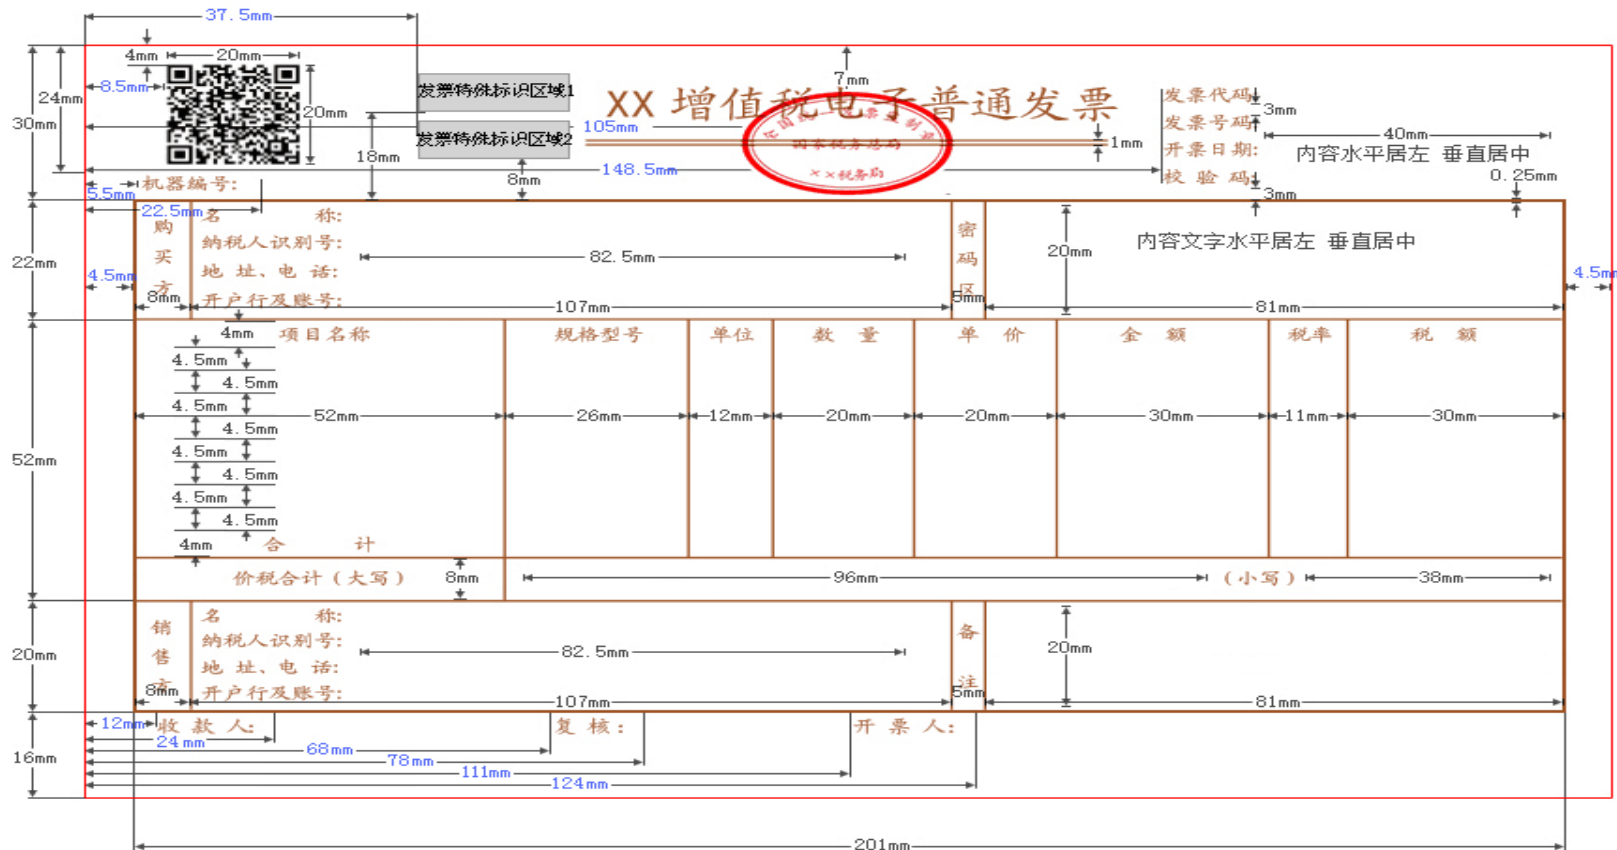 37.5mm
4mm
20mm
7mm
8.5mm
发票特殊标识区域1
XX 增值税电子普通发票
发票代码
3mm
24mm
20mm
30mm
发票特殊标识区域2
105mm
发票号码
40mm
国家税务总局
1mm
开票日期:
内容水平居左 垂直居中
18mm
148.5mm
××税务局
校 验 码:
0.25mm
机器编号:
8mm
5.5mm
3mm
22.5mm
购买方
名 称:
密码区
内容文字水平居左 垂直居中
纳税人识别号:
82.5mm
20mm
22mm
地 址、电 话:
4.5mm
4.5mm
8mm
开户行及账号:
107mm
5mm
81mm
4mm
项目名称
规格型号
单位
数 量
单 价
金 额
税率
税 额
4.5mm
4.5mm
4.5mm
52mm
26mm
12mm
20mm
20mm
30mm
11mm
30mm
4.5mm
4.5mm
52mm
4.5mm
4.5mm
4.5mm
4mm
合 计
价税合计（大写）
8mm
96mm
（小写）
38mm
销售方
名 称:
备注
纳税人识别号:
82.5mm
20mm
20mm
地 址、电 话:
8mm
开户行及账号:
107mm
5mm
81mm
12mm
收 款 人:
复 核:
开 票 人:
24mm
68mm
16mm
78mm
111mm
124mm
201mm